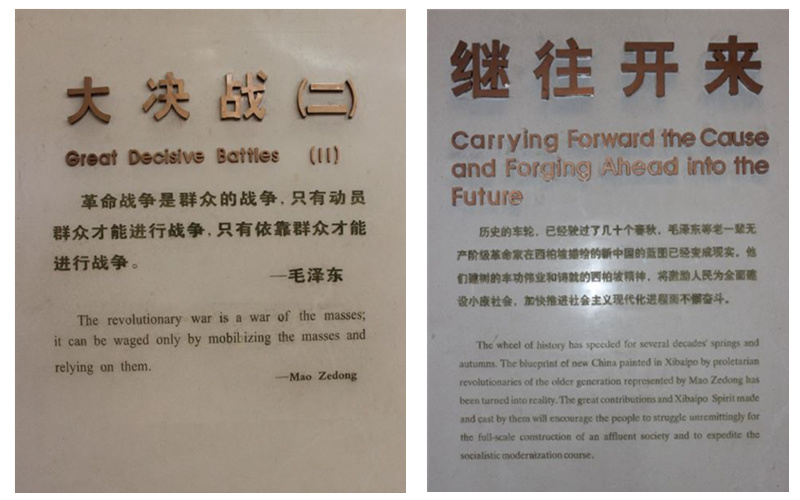 大决战(二)
Great Decisive Battles (II)
革命战争是群众的战争,只有动员
群众才能进行战争,只有依靠群众才能
进行战争。
—毛泽东
The revolutionary war is a war of the masses;
it can be waged only by mobilizing the masses and
relying on them.
—Mao Zedong
继往开来
Carrying Forward the Cause
and Forging Ahead into the
Future
历史的车轮,已经驶过了几十个春秋,毛泽东等老一辈无
产阶级革命家在西柏坡描绘的新中国的蓝图已经变成现实。他
们建树的丰功伟业和铸就的西柏坡精神,将激励人民为全面建
设小康社会,加快推进社会主义现代化进程而不懈奋斗。
The wheel of history has speeded for several decades' springs and
autumns. The blueprint of new China painted in Xibaipo by proletarian
revolutionaries of the older generation represented by Mao Zedong has
been turned into reality. The great contributions and Xibaipo Spirit made
and cast by them will encourage the people to struggle unremittingly for
the full-scale construction of an affluent society and to expedite the
socialistic modernization course.